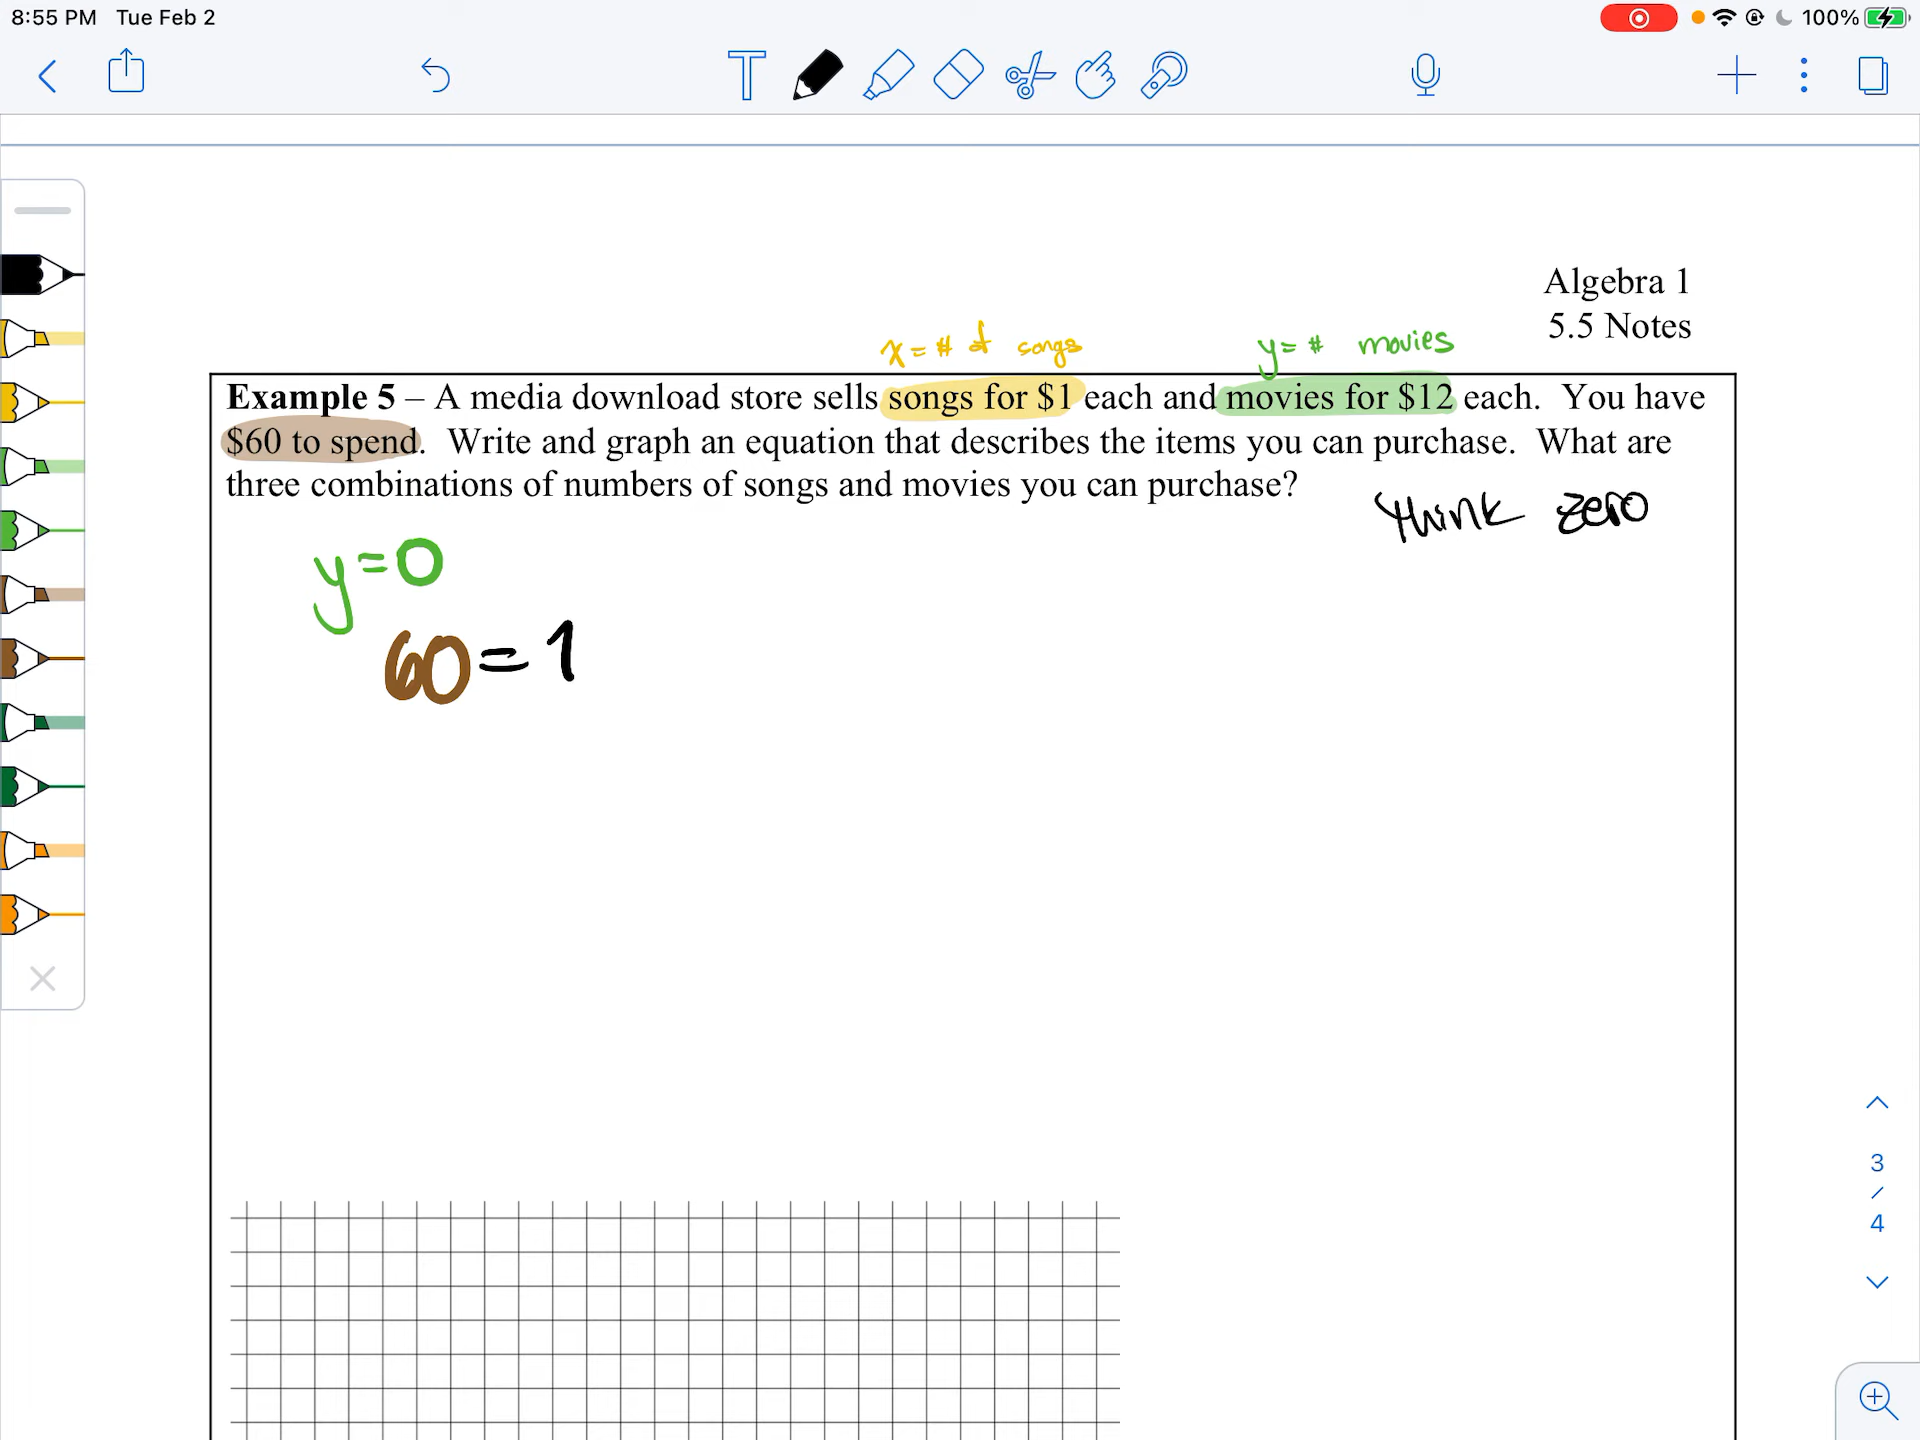 8:55 PM Tue Feb 2 100%
T
Algebra 1
5.5 Notes
x = # of songs y = # movies
Example 5 – A media download store sells songs for $1 each and movies for $12 each. You have
$60 to spend. Write and graph an equation that describes the items you can purchase. What are
three combinations of numbers of songs and movies you can purchase?
think zero
y=0
60=1
3
/
4